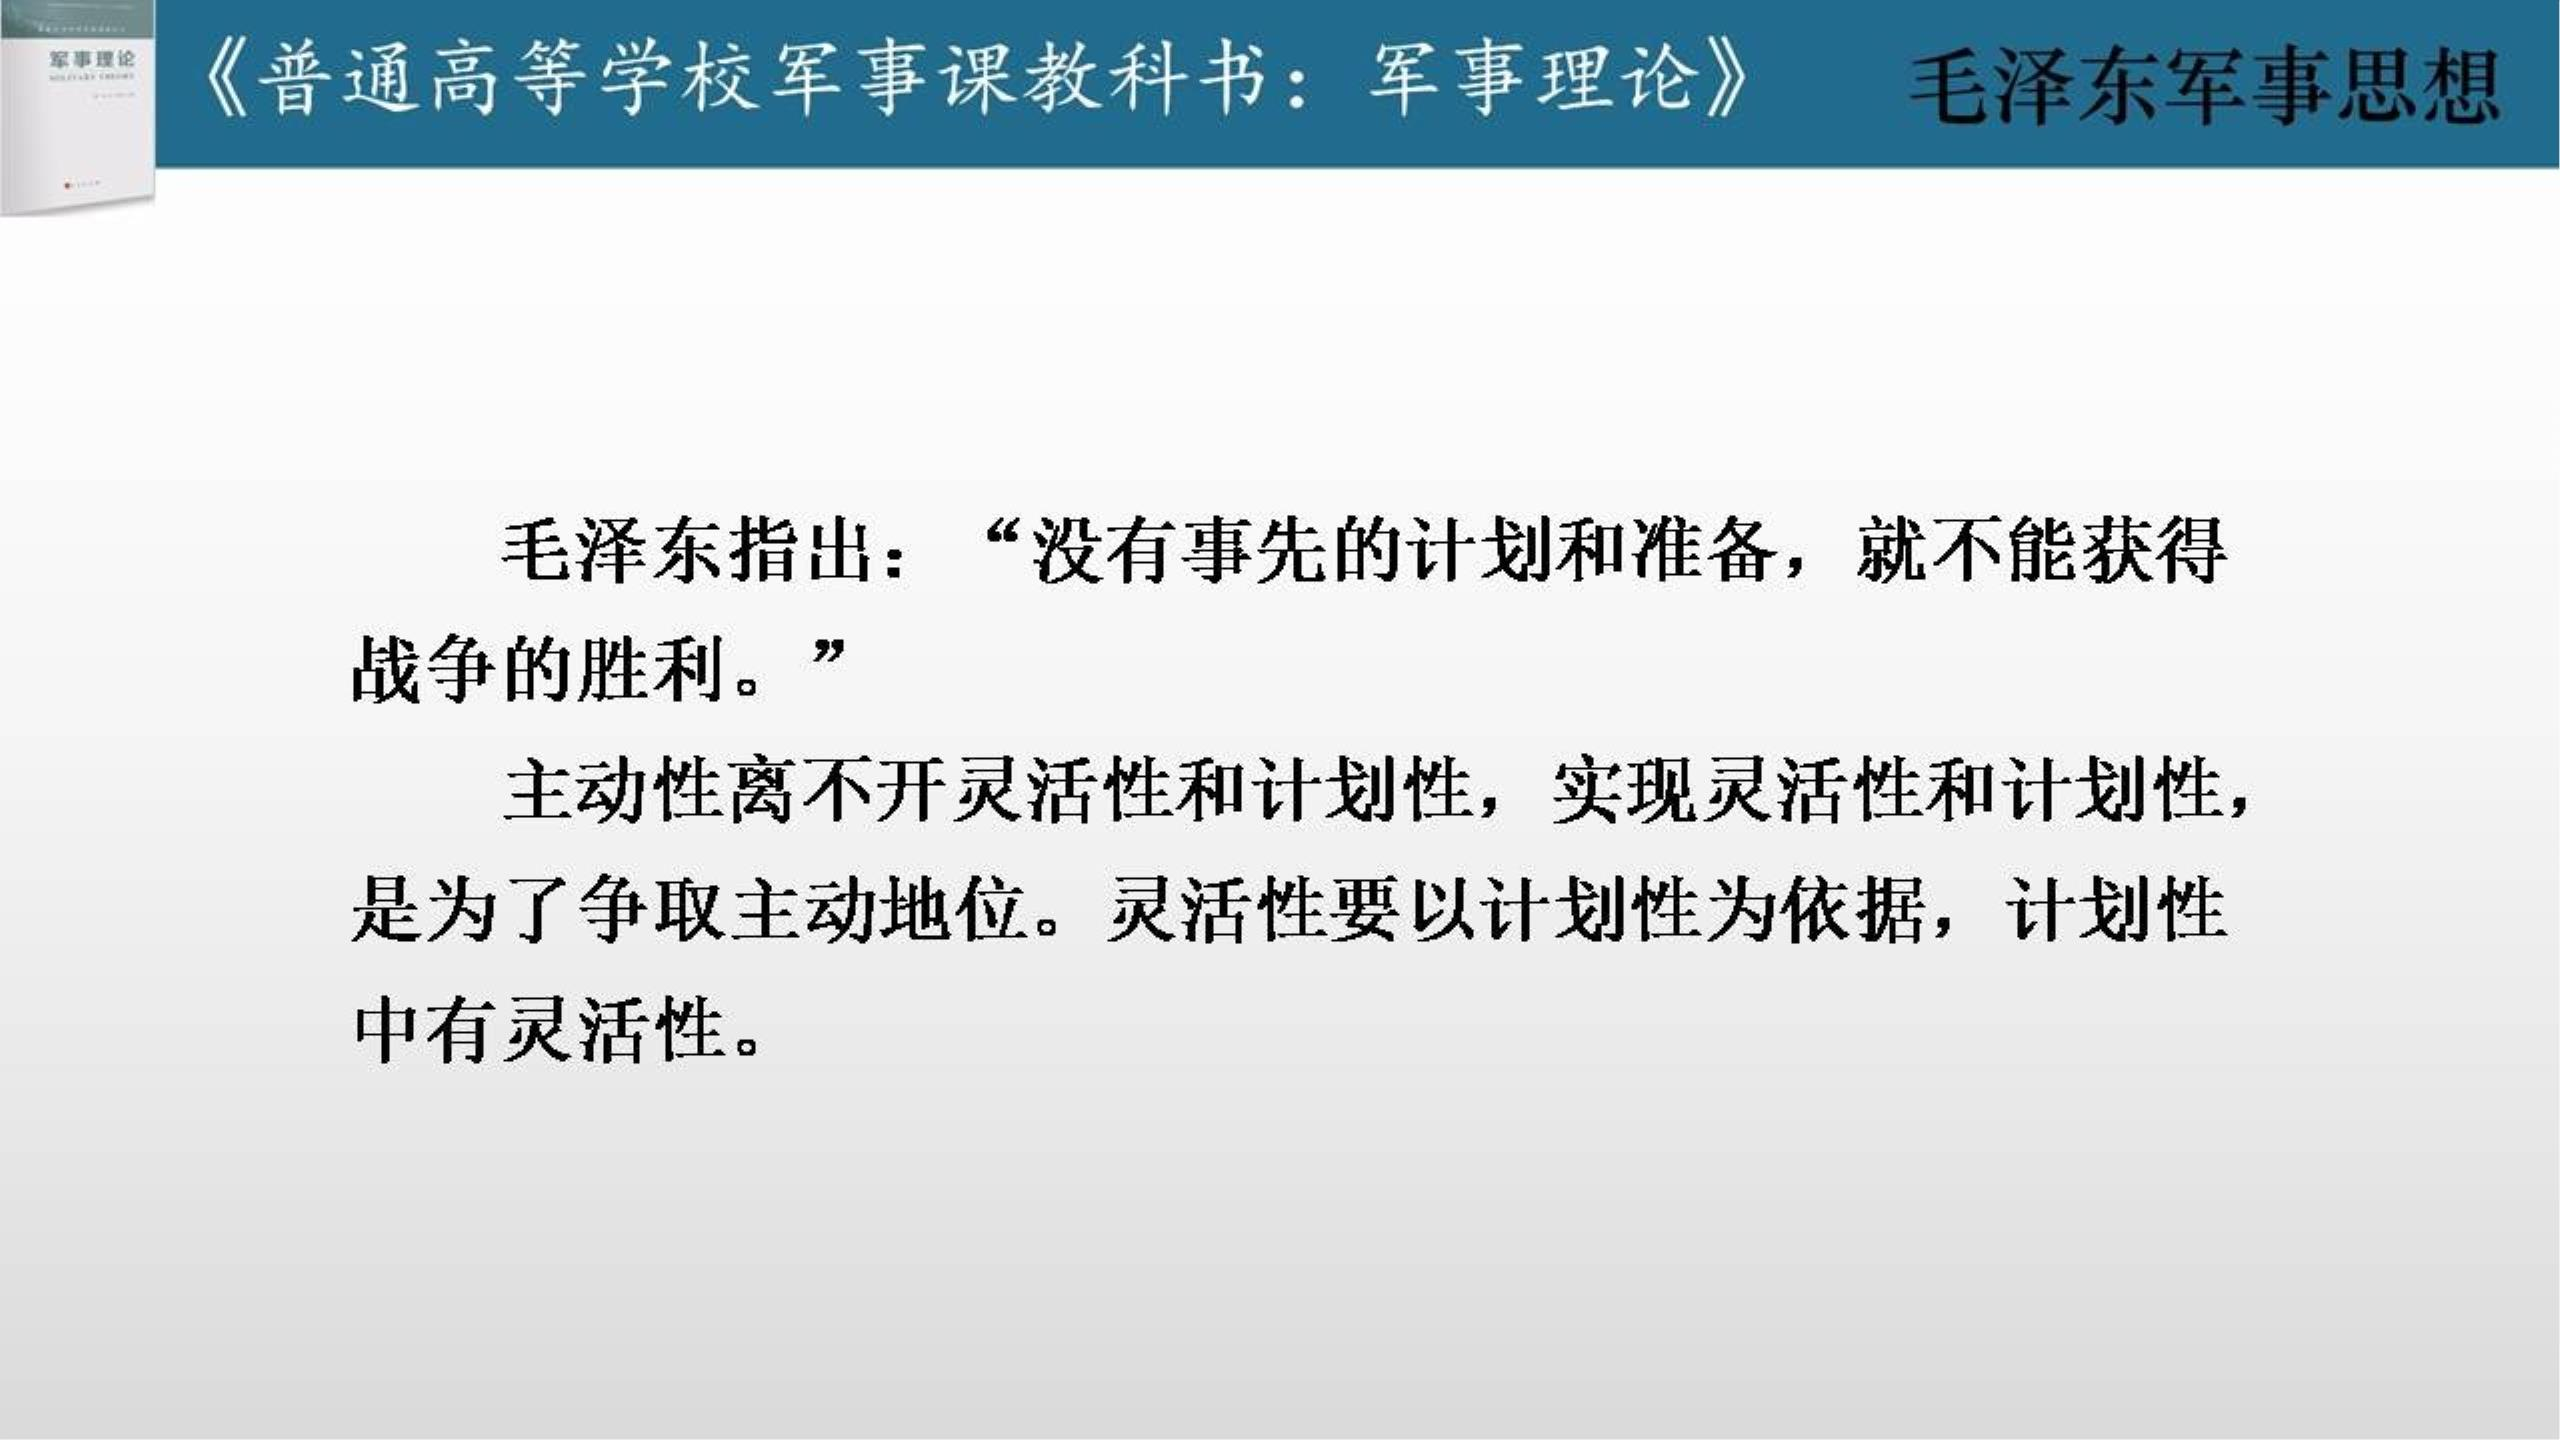 军事理论
MILITARY THEORY
《普通高等学校军事课教科书：军事理论》
毛泽东军事思想
毛泽东指出：“没有事先的计划和准备，就不能获得
战争的胜利。”
主动性离不开灵活性和计划性，实现灵活性和计划性，
是为了争取主动地位。灵活性要以计划性为依据，计划性
中有灵活性。